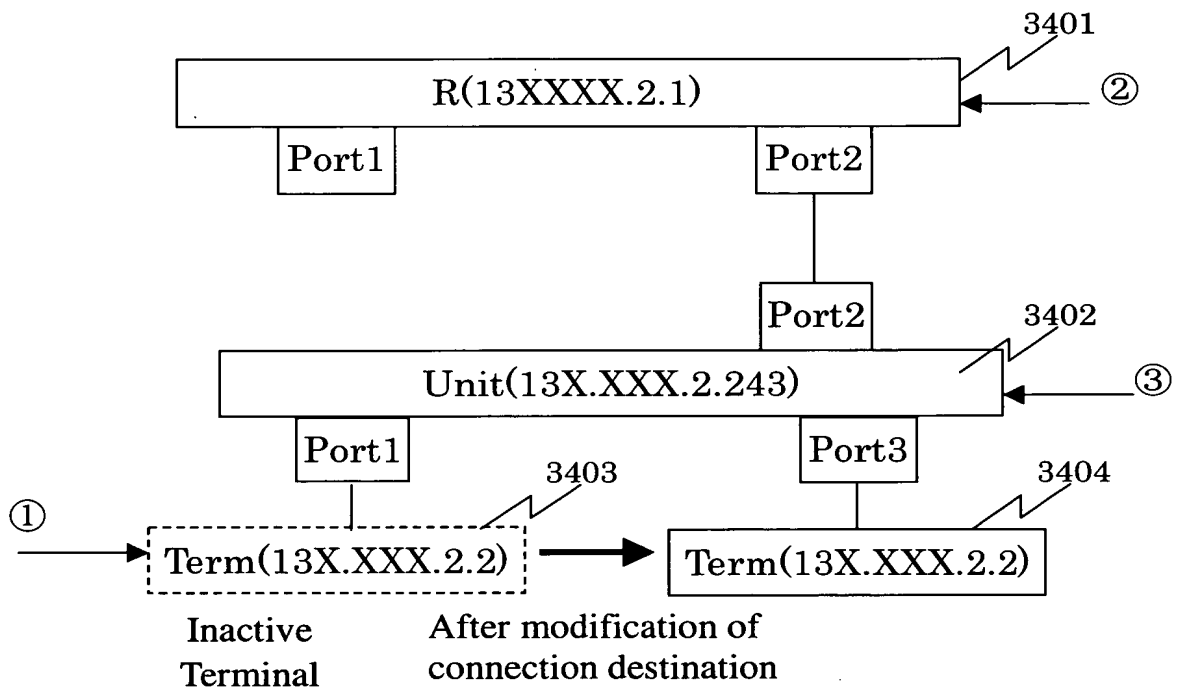 3401
R(13XXXX.2.1)
②
Port1
Port2
Port2
3402
Unit(13X.XXX.2.243)
③
Port1
Port3
3403
3404
①
Term(13X.XXX.2.2)
Term(13X.XXX.2.2)
Inactive
Terminal
After modification of
connection destination